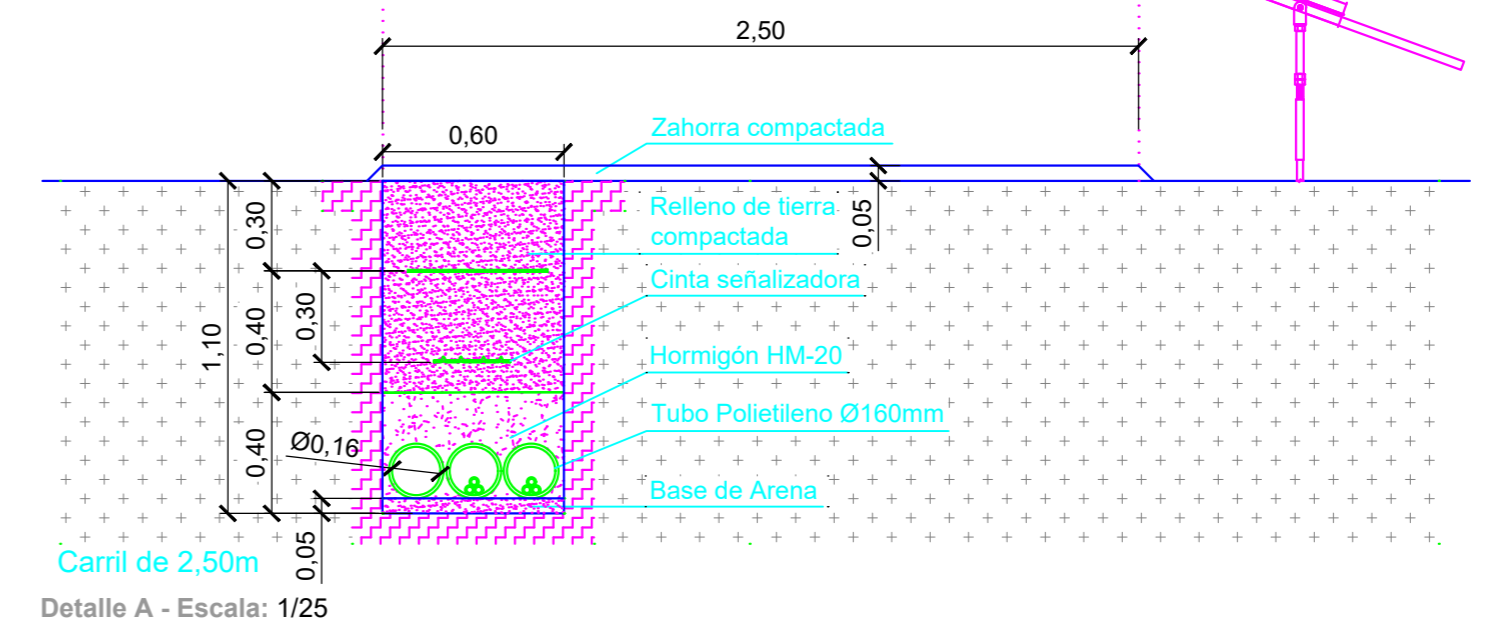 2,50
0,60
Zahorra compactada
0,30
Relleno de tierra
compactada
0,05
Cinta señalizadora
0,30
0,40
1,10
Hormigón HM-20
Tubo Polietileno Ø160mm
Ø0,16
0,40
Base de Arena
0,05
Carril de 2,50m
Detalle A - Escala: 1/25